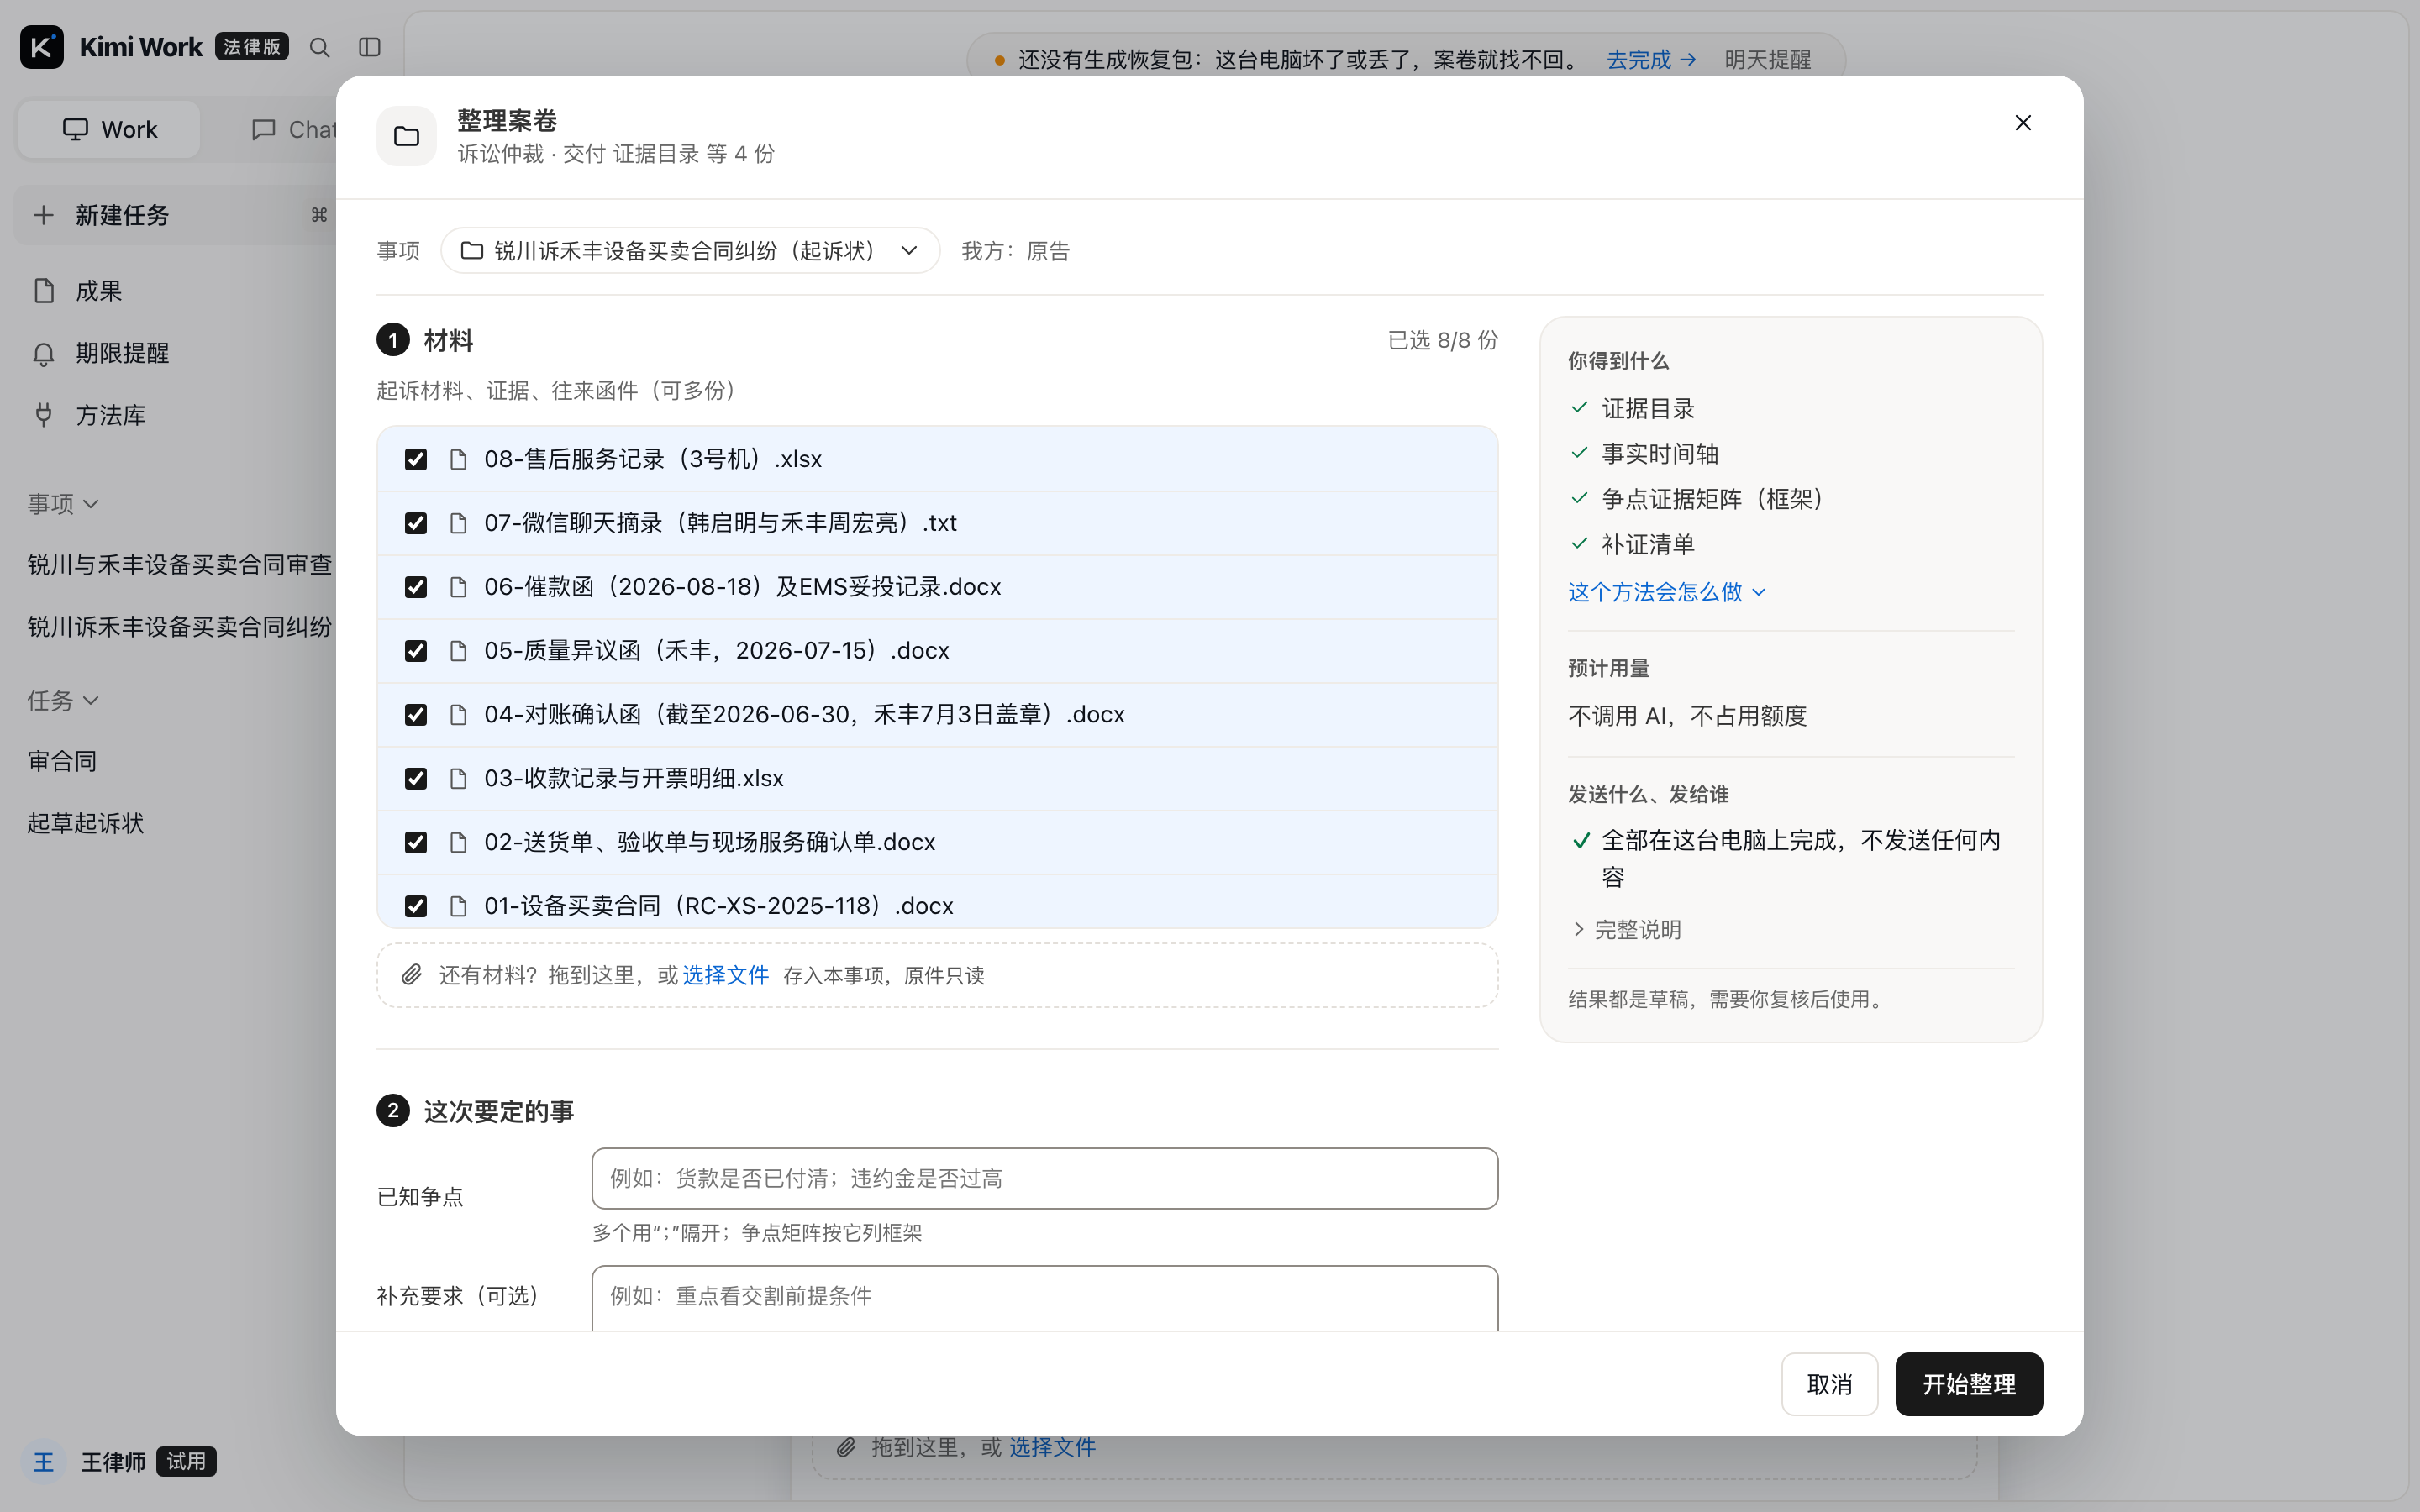 Kimi Work 法律版
还没有生成恢复包：这台电脑坏了或丢了，案卷就找不回。 去完成 → 明天提醒
Work
Chat
新建任务 ⌘
成果
期限提醒
方法库
事项
锐川与禾丰设备买卖合同审查
锐川诉禾丰设备买卖合同纠纷
任务
审合同
起草起诉状
王 王律师 试用
整理案卷
诉讼仲裁 · 交付 证据目录 等 4 份
事项 锐川诉禾丰设备买卖合同纠纷（起诉状） 我方：原告
1 材料 已选 8/8 份
起诉材料、证据、往来函件（可多份）
08-售后服务记录（3号机）.xlsx
07-微信聊天摘录（韩启明与禾丰周宏亮）.txt
06-催款函（2026-08-18）及EMS妥投记录.docx
05-质量异议函（禾丰，2026-07-15）.docx
04-对账确认函（截至2026-06-30，禾丰7月3日盖章）.docx
03-收款记录与开票明细.xlsx
02-送货单、验收单与现场服务确认单.docx
01-设备买卖合同（RC-XS-2025-118）.docx
还有材料？拖到这里，或选择文件 存入本事项，原件只读
2 这次要定的事
已知争点 例如：货款是否已付清；违约金是否过高
多个用“；”隔开；争点矩阵按它列框架
补充要求（可选） 例如：重点看交割前提条件
你得到什么
证据目录
事实时间轴
争点证据矩阵（框架）
补证清单
这个方法会怎么做
预计用量
不调用 AI，不占用额度
发送什么、发给谁
全部在这台电脑上完成，不发送任何内
容
完整说明
结果都是草稿，需要你复核后使用。
取消 开始整理
拖到这里，或 选择文件